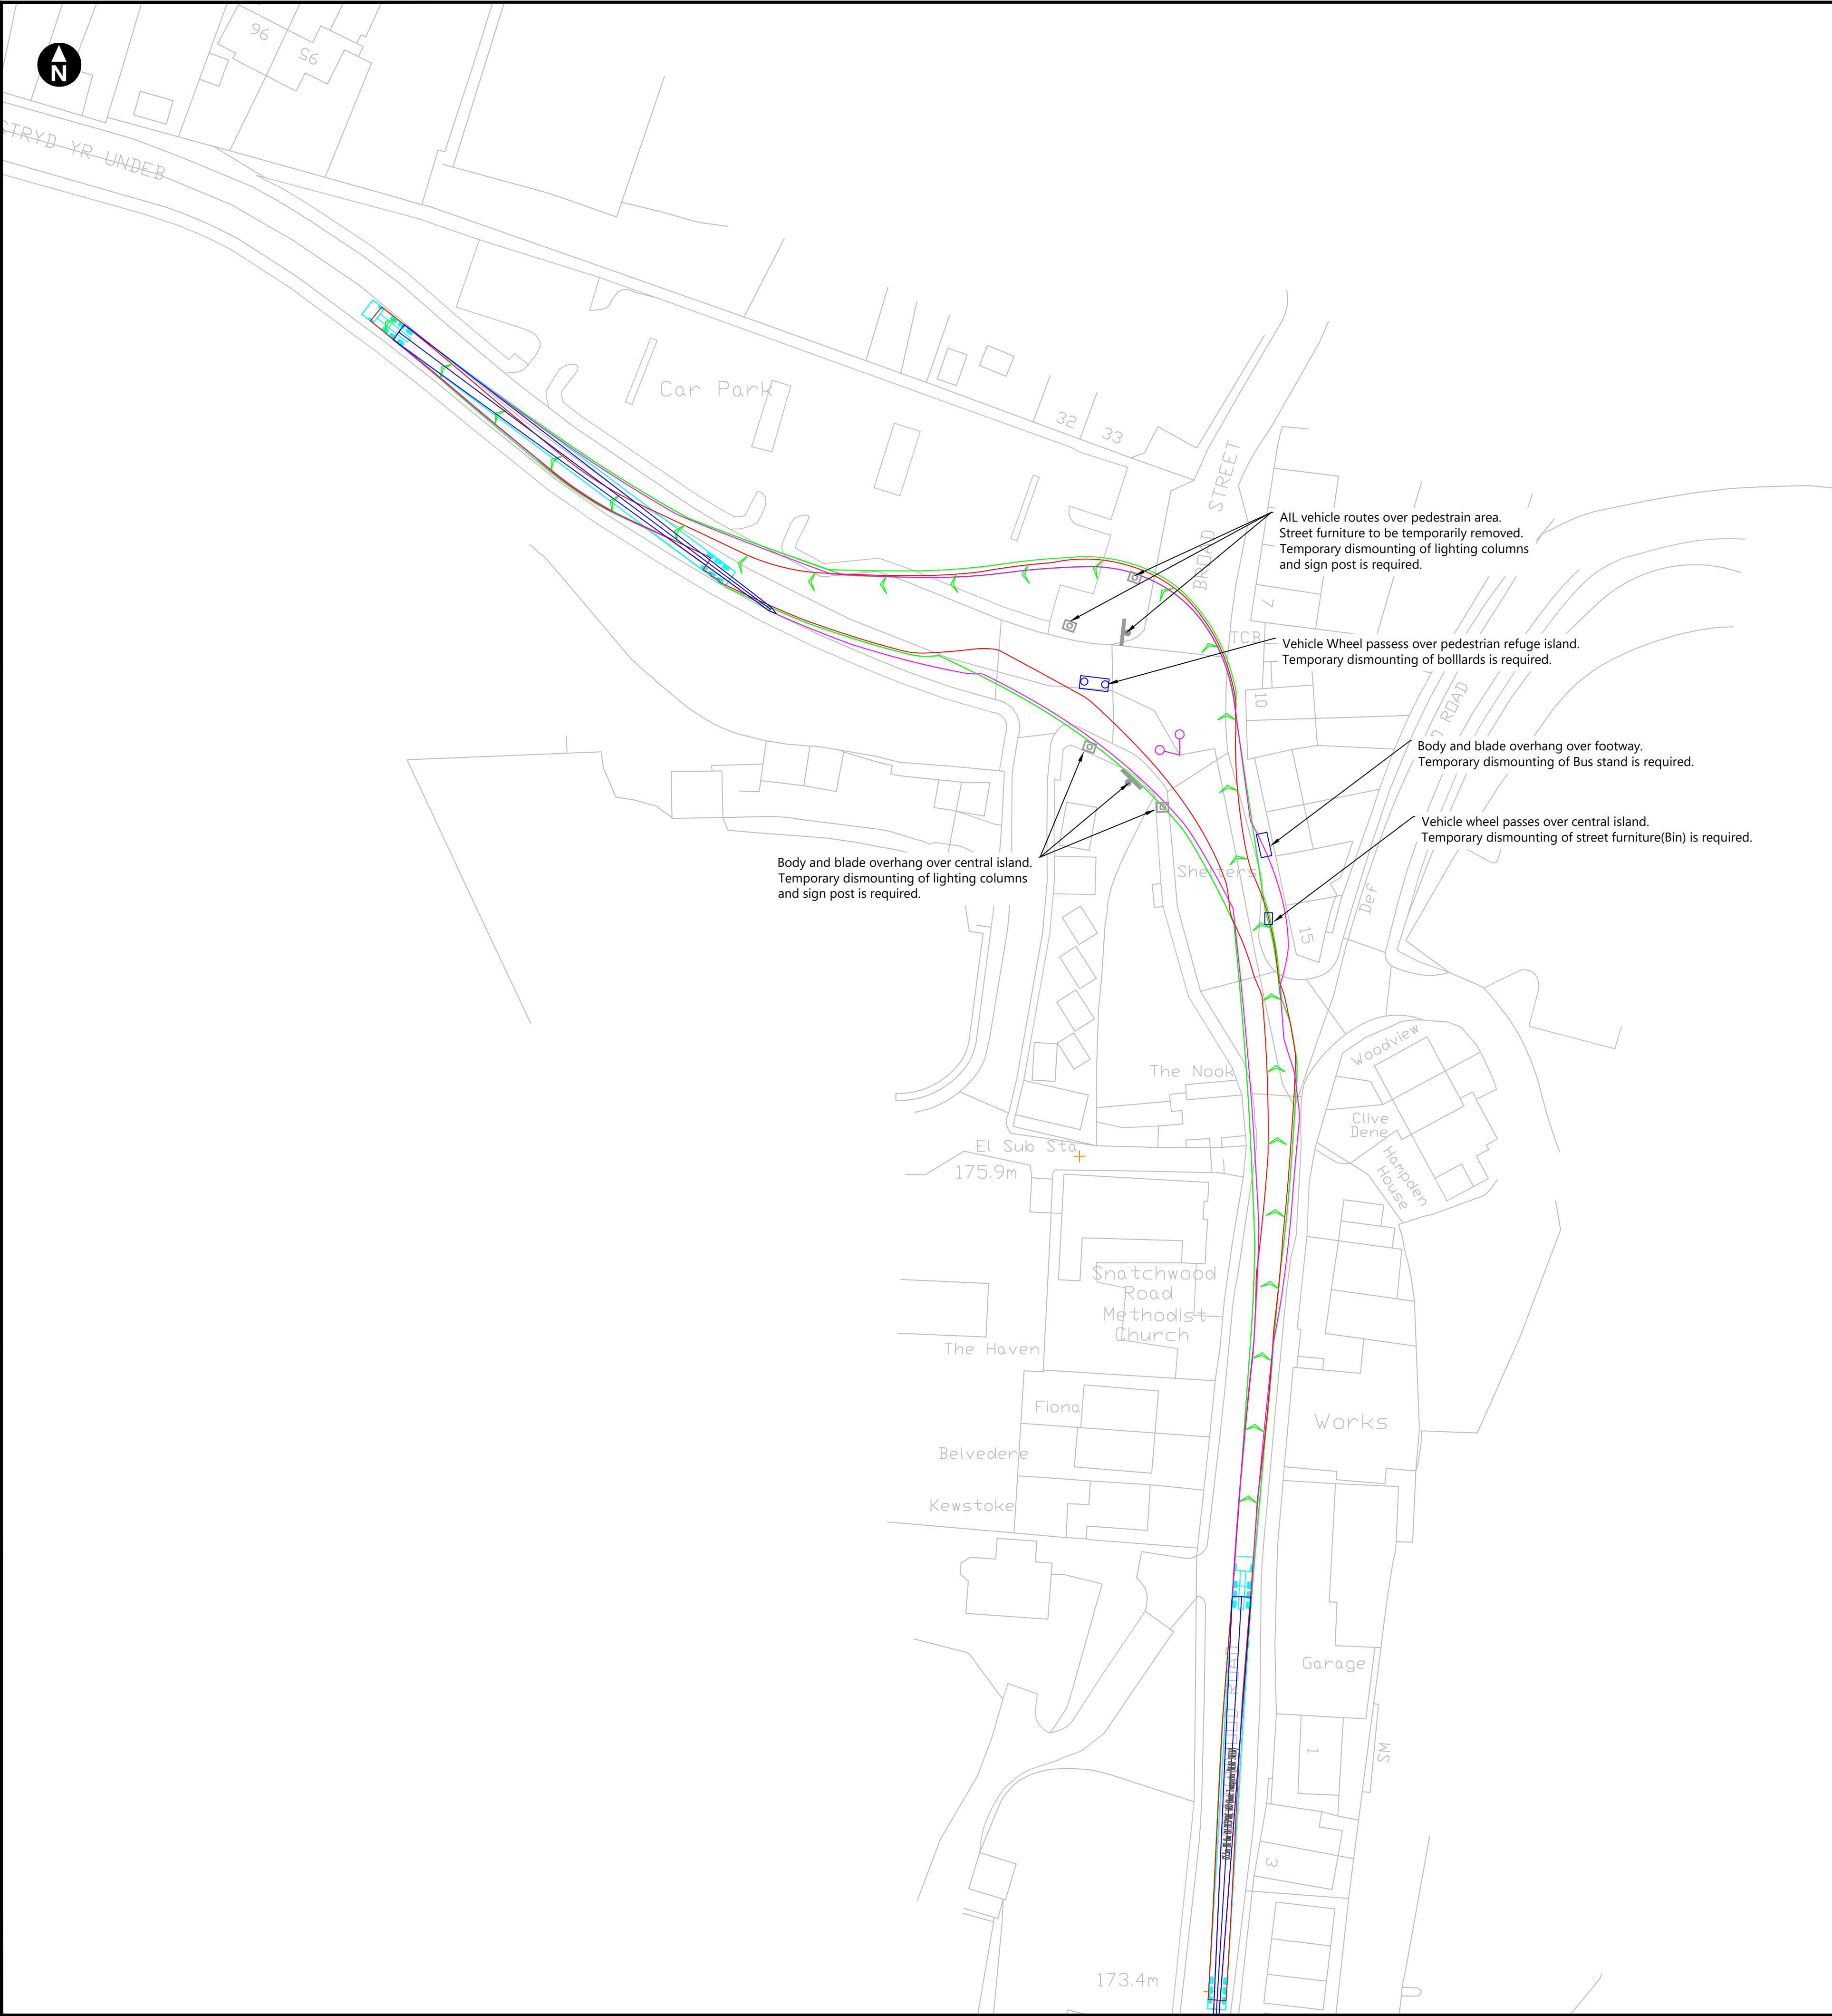 96
95
N
STRYD YR UNDEB
Car Park
32
33
BROAD STREET
AIL vehicle routes over pedestrain area.
Street furniture to be temporarily removed.
Temporary dismounting of lighting columns
and sign post is required.
7
TCB
Vehicle Wheel passess over pedestrian refuge island.
Temporary dismounting of bolllards is required.
10
ROAD
Body and blade overhang over footway.
Temporary dismounting of Bus stand is required.
Vehicle wheel passes over central island.
Temporary dismounting of street furniture(Bin) is required.
Body and blade overhang over central island.
Temporary dismounting of lighting columns
and sign post is required.
Shelters
Def
15
Woodview
The Nook
Clive
Dene
Hampden
House
El Sub Sta
175.9m
Snatchwood
Road
Methodist
Church
The Haven
Fiona
Works
Belvedere
Kewstoke
Garage
1
SM
3
173.4m